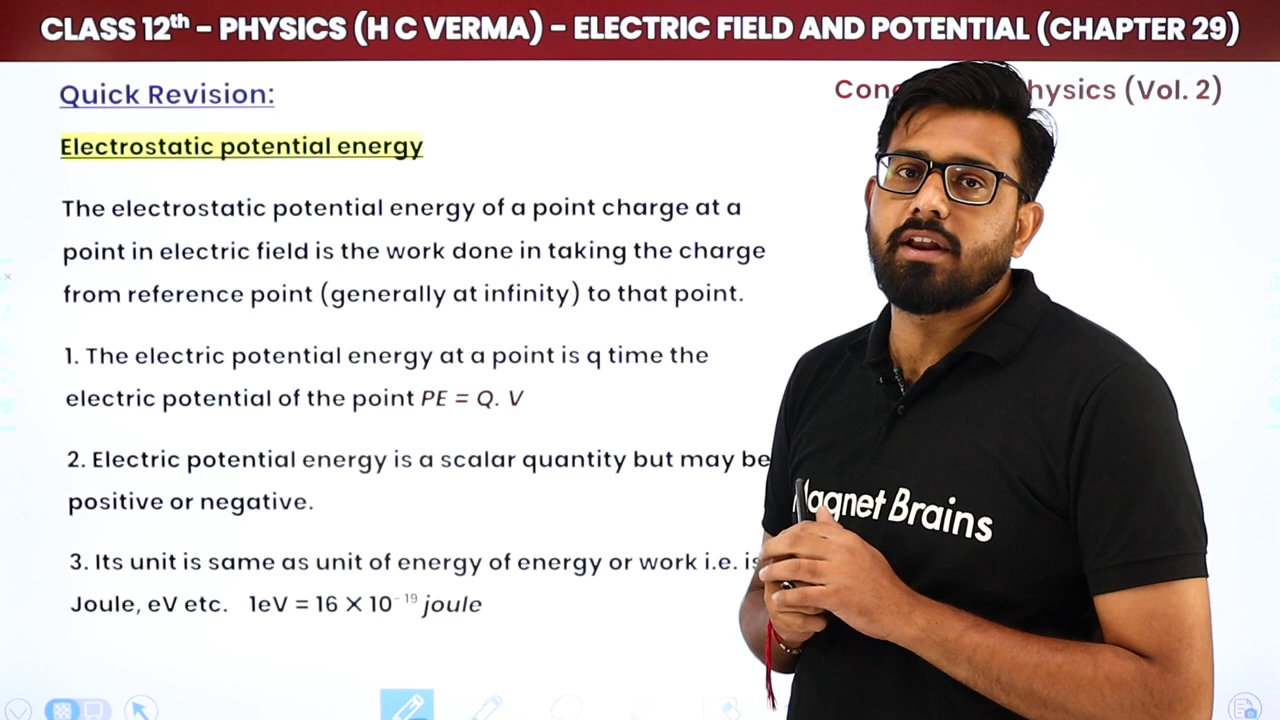 CLASS 12th – PHYSICS (H C VERMA) – ELECTRIC FIELD AND POTENTIAL (CHAPTER 29)
Quick Revision:
Physics (Vol. 2)
Electrostatic potential energy
The electrostatic potential energy of a point charge at a
point in electric field is the work done in taking the charge
from reference point (generally at infinity) to that point.
1. The electric potential energy at a point is q time the
electric potential of the point PE = Q. V
2. Electric potential energy is a scalar quantity but may be
positive or negative.
3. Its unit is same as unit of energy of energy or work i.e. is
Joule, eV etc. 1eV = 16 × 10⁻¹⁹ joule
Magnet Brains